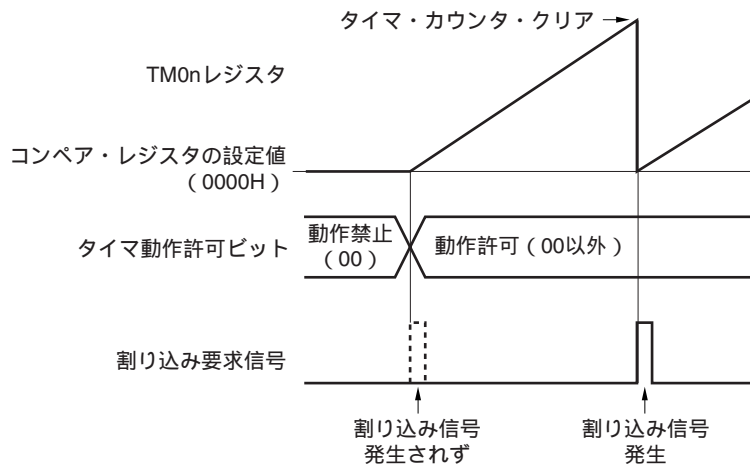 タイマ・カウンタ・クリア
TM0nレジスタ
コンペア・レジスタの設定値
（0000H）
タイマ動作許可ビット
動作禁止
（00）
動作許可（00以外）
割り込み要求信号
割り込み信号
発生されず
割り込み信号
発生